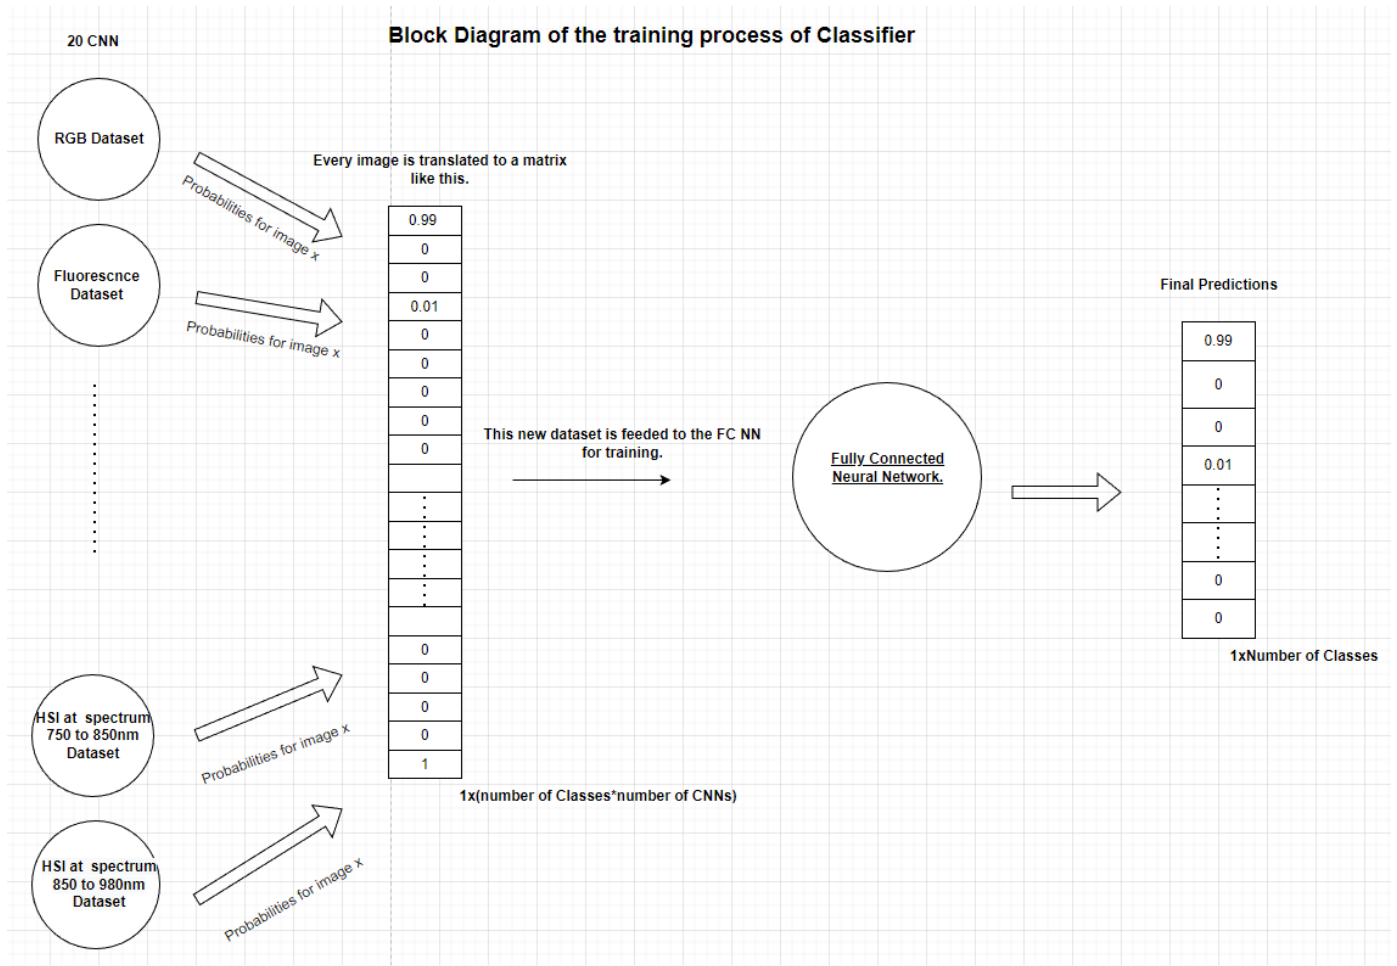 Block Diagram of the training process of Classifier
20 CNN
RGB Dataset
Probabilities for image x
Fluorescnce
Dataset
Probabilities for image x
HSI at spectrum
750 to 850nm
Dataset
Probabilities for image x
HSI at spectrum
850 to 980nm
Dataset
Probabilities for image x
Every image is translated to a matrix
like this.
0.99
0
0
0.01
0
0
0
0
0
0
0
0
0
1
1x(number of Classes*number of CNNs)
This new dataset is feeded to the FC NN
for training.
Fully Connected
Neural Network.
Final Predictions
0.99
0
0
0.01
0
0
1xNumber of Classes